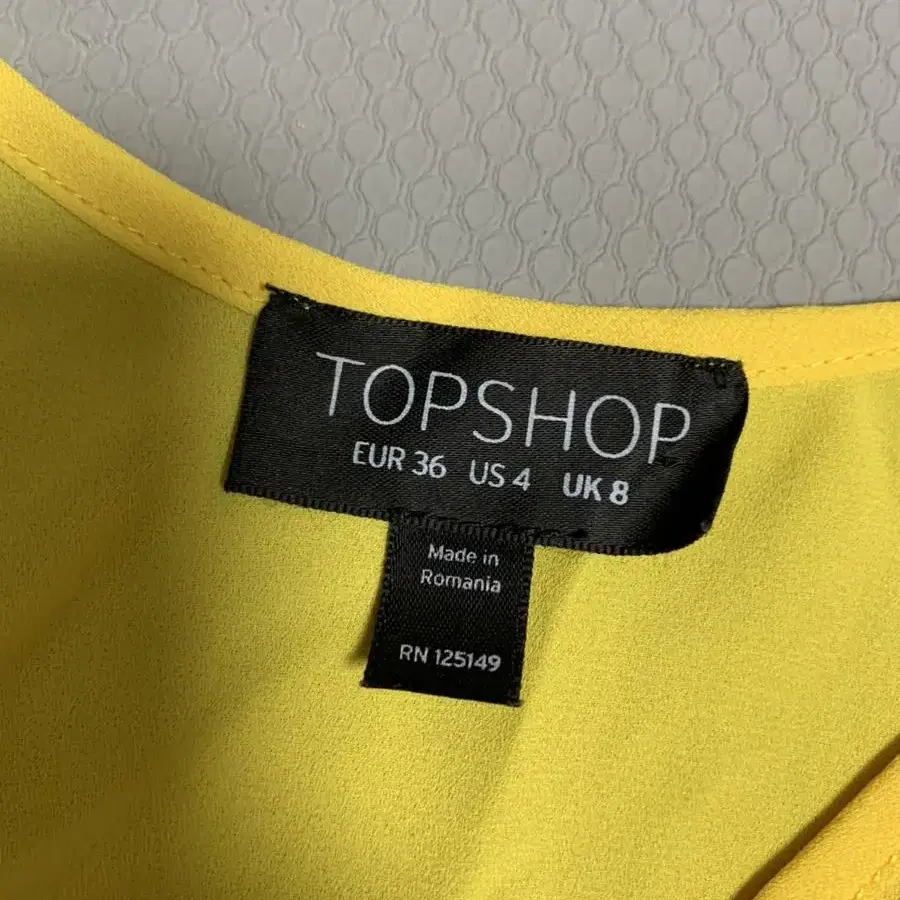 TOPSHOP
EUR 36 US 4 UK 8
Made in
Romania
RN 125149